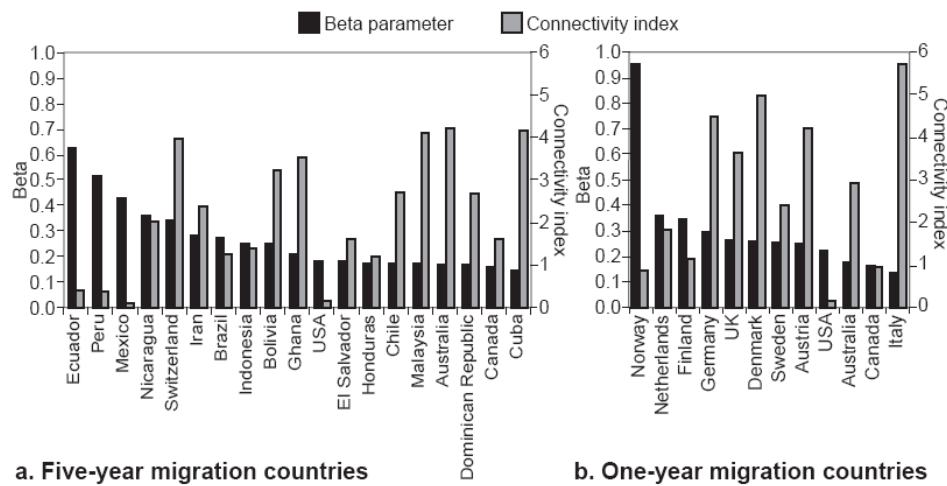 Beta parameter
Connectivity index
1.0
0.9
0.8
0.7
0.6
0.5
0.4
0.3
0.2
0.1
0.0
Beta
6
5
4
3
2
1
0
Connectivity index
Ecuador
Peru
Mexico
Nicaragua
Switzerland
Iran
Brazil
Indonesia
Bolivia
Ghana
USA
El Salvador
Honduras
Chile
Malaysia
Australia
Dominican Republic
Canada
Cuba
a. Five-year migration countries
1.0
0.9
0.8
0.7
0.6
0.5
0.4
0.3
0.2
0.1
0.0
Beta
6
5
4
3
2
1
0
Connectivity index
Norway
Netherlands
Finland
Germany
UK
Denmark
Sweden
Austria
USA
Australia
Canada
Italy
b. One-year migration countries